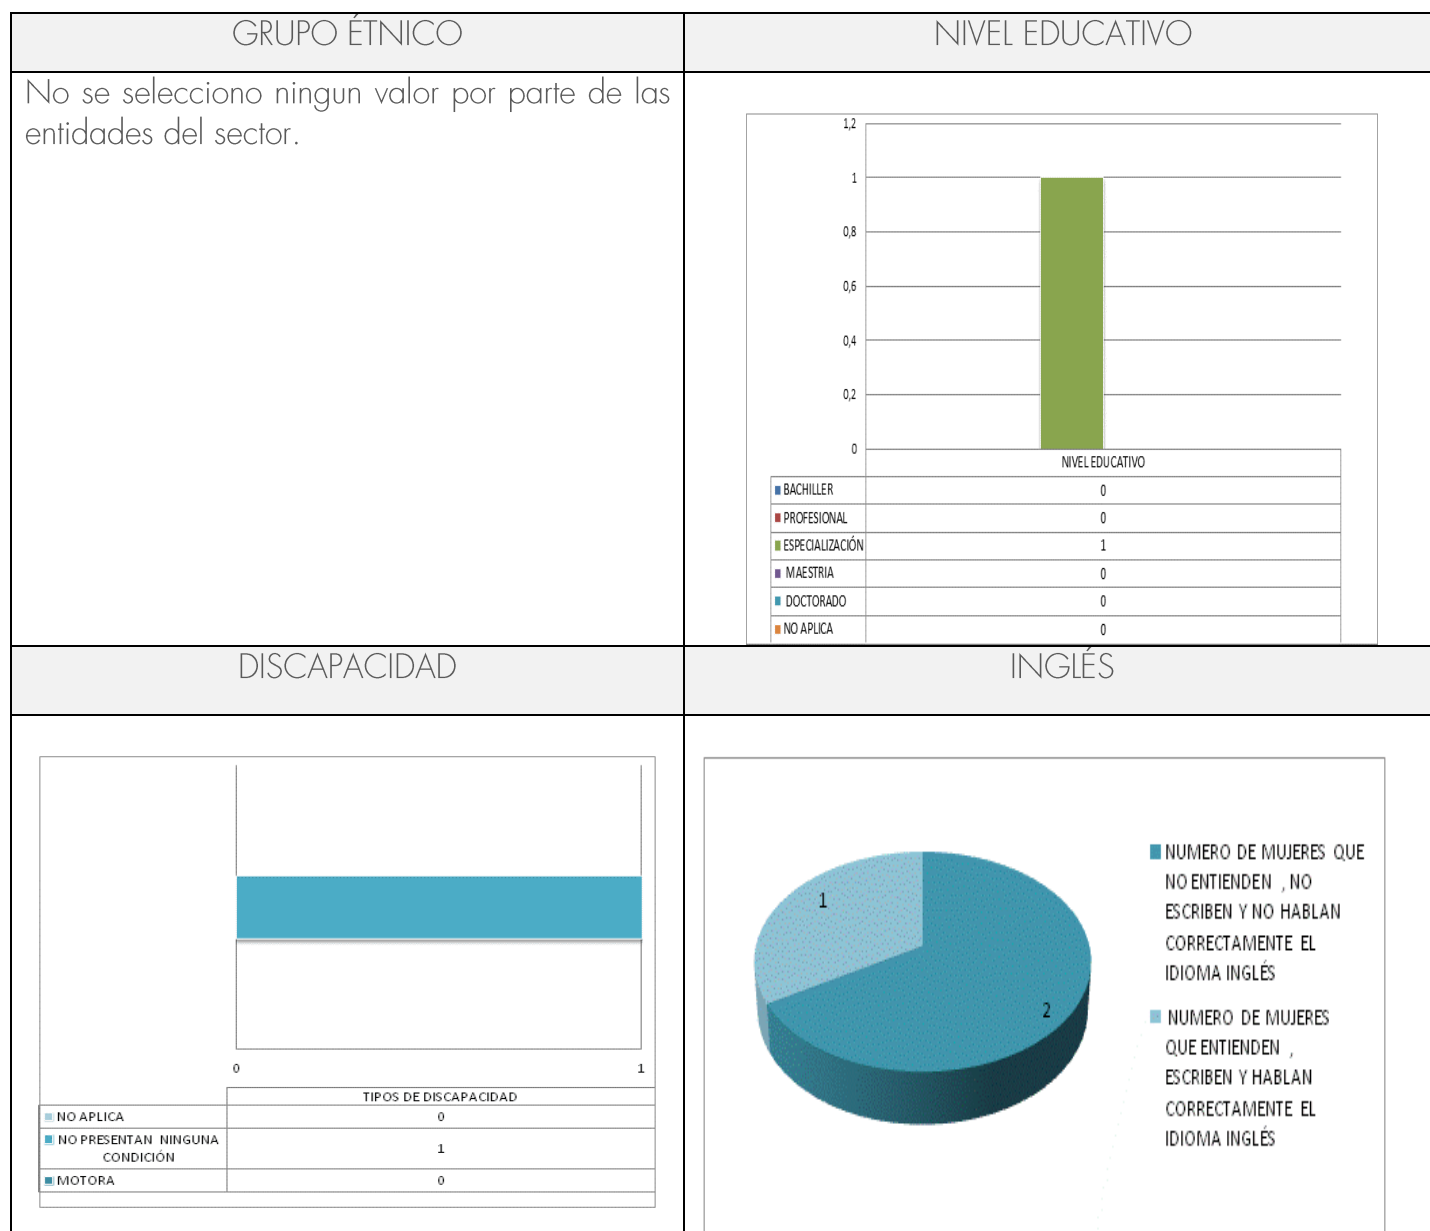 GRUPO ÉTNICO
NIVEL EDUCATIVO
No se selecciono ningun valor por parte de las
entidades del sector.
1,2
1
0,8
0,6
0,4
0,2
0
NIVEL EDUCATIVO
BACHILLER 0
PROFESIONAL 0
ESPECIALIZACIÓN 1
MAESTRIA 0
DOCTORADO 0
NO APLICA 0
DISCAPACIDAD
INGLÉS
0 1
TIPOS DE DISCAPACIDAD
NO APLICA 0
NO PRESENTAN NINGUNA
CONDICIÓN 1
MOTORA 0
1
2
NUMERO DE MUJERES QUE
NO ENTIENDEN , NO
ESCRIBEN Y NO HABLAN
CORRECTAMENTE EL
IDIOMA INGLÉS
NUMERO DE MUJERES
QUE ENTIENDEN ,
ESCRIBEN Y HABLAN
CORRECTAMENTE EL
IDIOMA INGLÉS